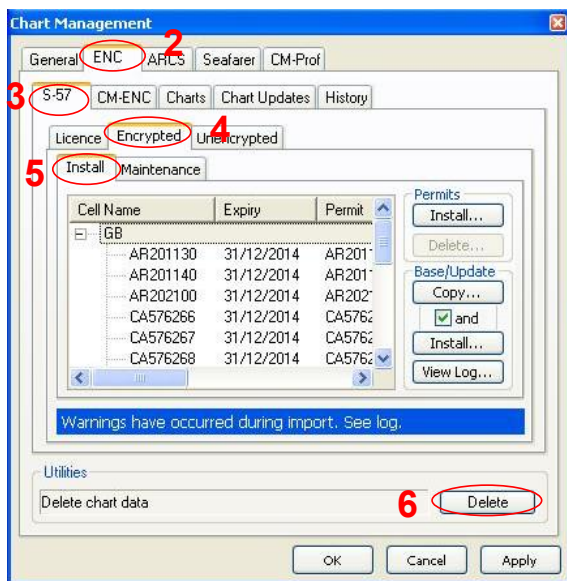 Chart Management
2
General ENC ARCS Seafarer CM-Prof
3 S-57 CM-ENC Charts Chart Updates History
Licence Encrypted 4 Unencrypted
5 Install Maintenance
Cell Name Expiry Permit
GB
AR201130 31/12/2014 AR201
AR201140 31/12/2014 AR201
AR202100 31/12/2014 AR202
CA576266 31/12/2014 CA5762
CA576267 31/12/2014 CA5762
CA576268 31/12/2014 CA5762
Permits
Install...
Delete...
Base/Update
Copy...
and
Install...
View Log...
Warnings have occurred during import. See log.
Utilities
Delete chart data 6 Delete
OK Cancel Apply